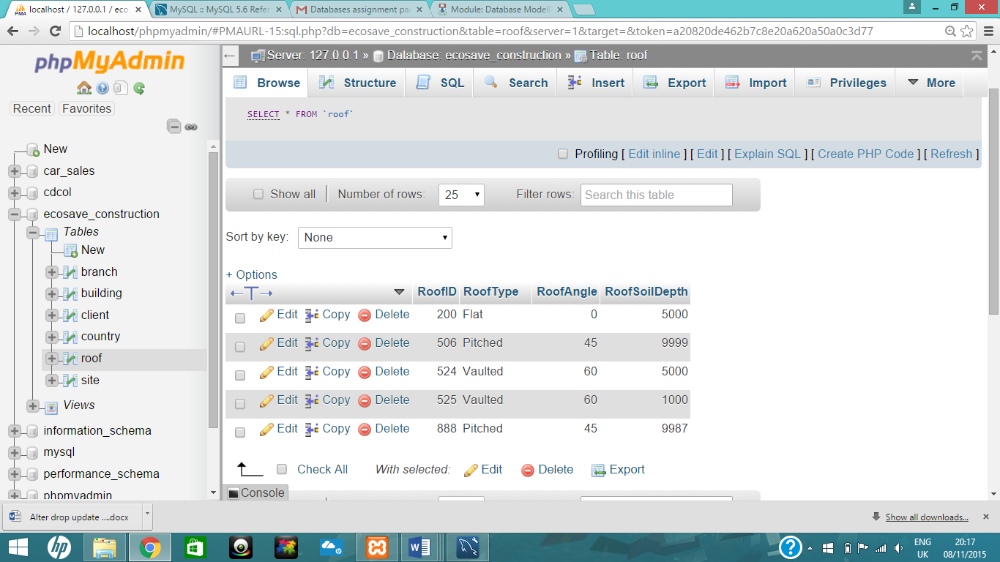 localhost / 127.0.0.1 / eco
MySQL :: MySQL 5.6 Refe
Databases assignment pa
Module: Database Modell
localhost/phpmyadmin/#PMAURL-15:sql.php?db=ecosave_construction&table=roof&server=1&target=&token=a20820de462b7c8e20a620a50a0c3d77
phpMyAdmin
Recent Favorites
New
car_sales
cdcol
ecosave_construction
Tables
New
branch
building
client
country
roof
site
Views
information_schema
mysql
performance_schema
phpmyadmin
Server: 127.0.0.1 » Database: ecosave_construction » Table: roof
Browse Structure SQL Search Insert Export Import Privileges More
SELECT * FROM `roof`
Profiling [ Edit inline ] [ Edit ] [ Explain SQL ] [ Create PHP Code ] [ Refresh ]
Show all Number of rows: 25 Filter rows: Search this table
Sort by key: None
+ Options
RoofID RoofType RoofAngle RoofSoilDepth
Edit Copy Delete 200 Flat 0 5000
Edit Copy Delete 506 Pitched 45 9999
Edit Copy Delete 524 Vaulted 60 5000
Edit Copy Delete 525 Vaulted 60 1000
Edit Copy Delete 888 Pitched 45 9987
Check All With selected: Edit Delete Export
Console
Alter drop update ....docx
Show all downloads...
ENG 20:17
UK 08/11/2015